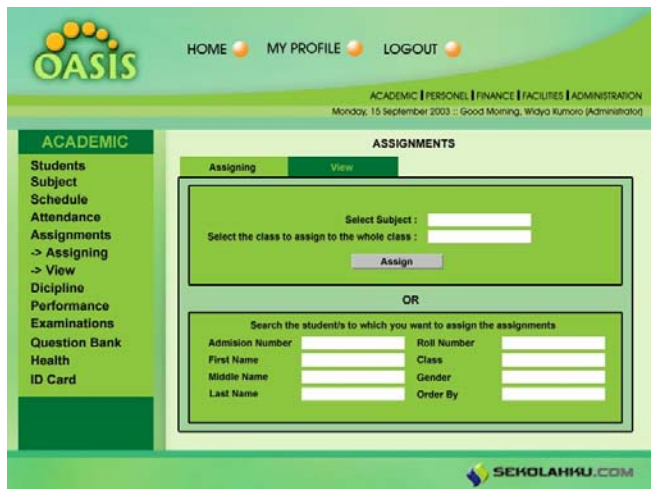 OASIS
HOME MY PROFILE LOGOUT
ACADEMIC | PERSONEL | FINANCE | FACILITIES | ADMINISTRATION
Monday, 15 September 2003 :: Good Morning, Widya Kumoro (Administrator)
ACADEMIC
Students
Subject
Schedule
Attendance
Assignments
-> Assigning
-> View
Dicipline
Performance
Examinations
Question Bank
Health
ID Card
ASSIGNMENTS
Assigning View
Select Subject :
Select the class to assign to the whole class :
Assign
OR
Search the student/s to which you want to assign the assignments
Admision Number Roll Number
First Name Class
Middle Name Gender
Last Name Order By
SEKOLAHKU.COM